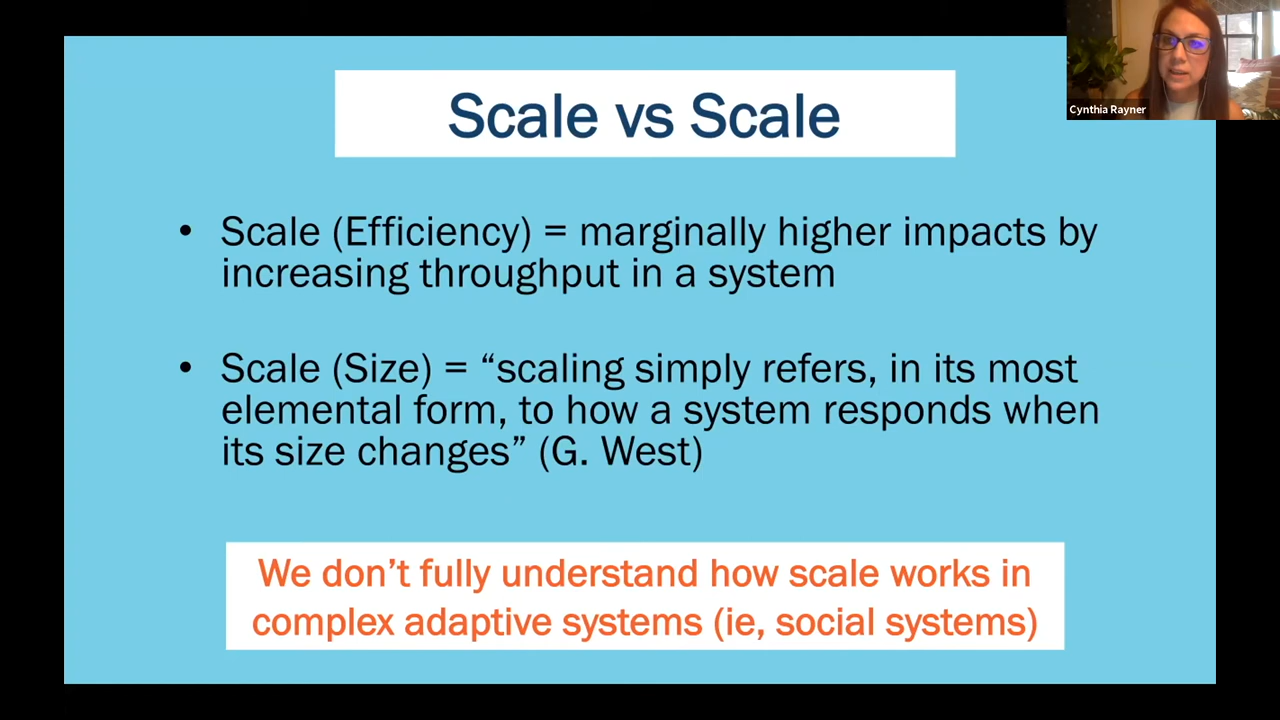 Scale vs Scale
Cynthia Rayner
• Scale (Efficiency) = marginally higher impacts by
increasing throughput in a system
• Scale (Size) = “scaling simply refers, in its most
elemental form, to how a system responds when
its size changes” (G. West)
We don’t fully understand how scale works in
complex adaptive systems (ie, social systems)